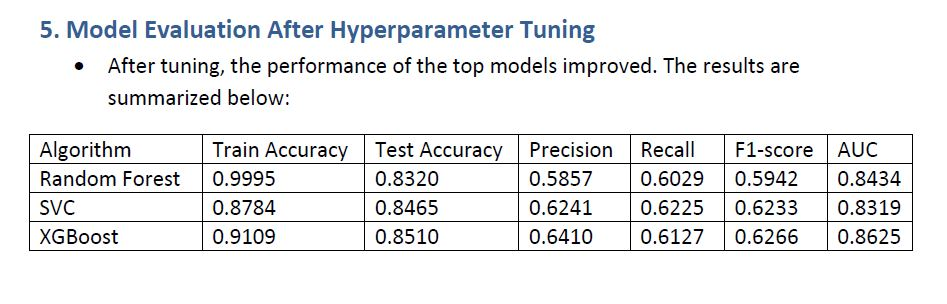 5. Model Evaluation After Hyperparameter Tuning
• After tuning, the performance of the top models improved. The results are
summarized below:
Algorithm Train Accuracy Test Accuracy Precision Recall F1-score AUC
Random Forest 0.9995 0.8320 0.5857 0.6029 0.5942 0.8434
SVC 0.8784 0.8465 0.6241 0.6225 0.6233 0.8319
XGBoost 0.9109 0.8510 0.6410 0.6127 0.6266 0.8625